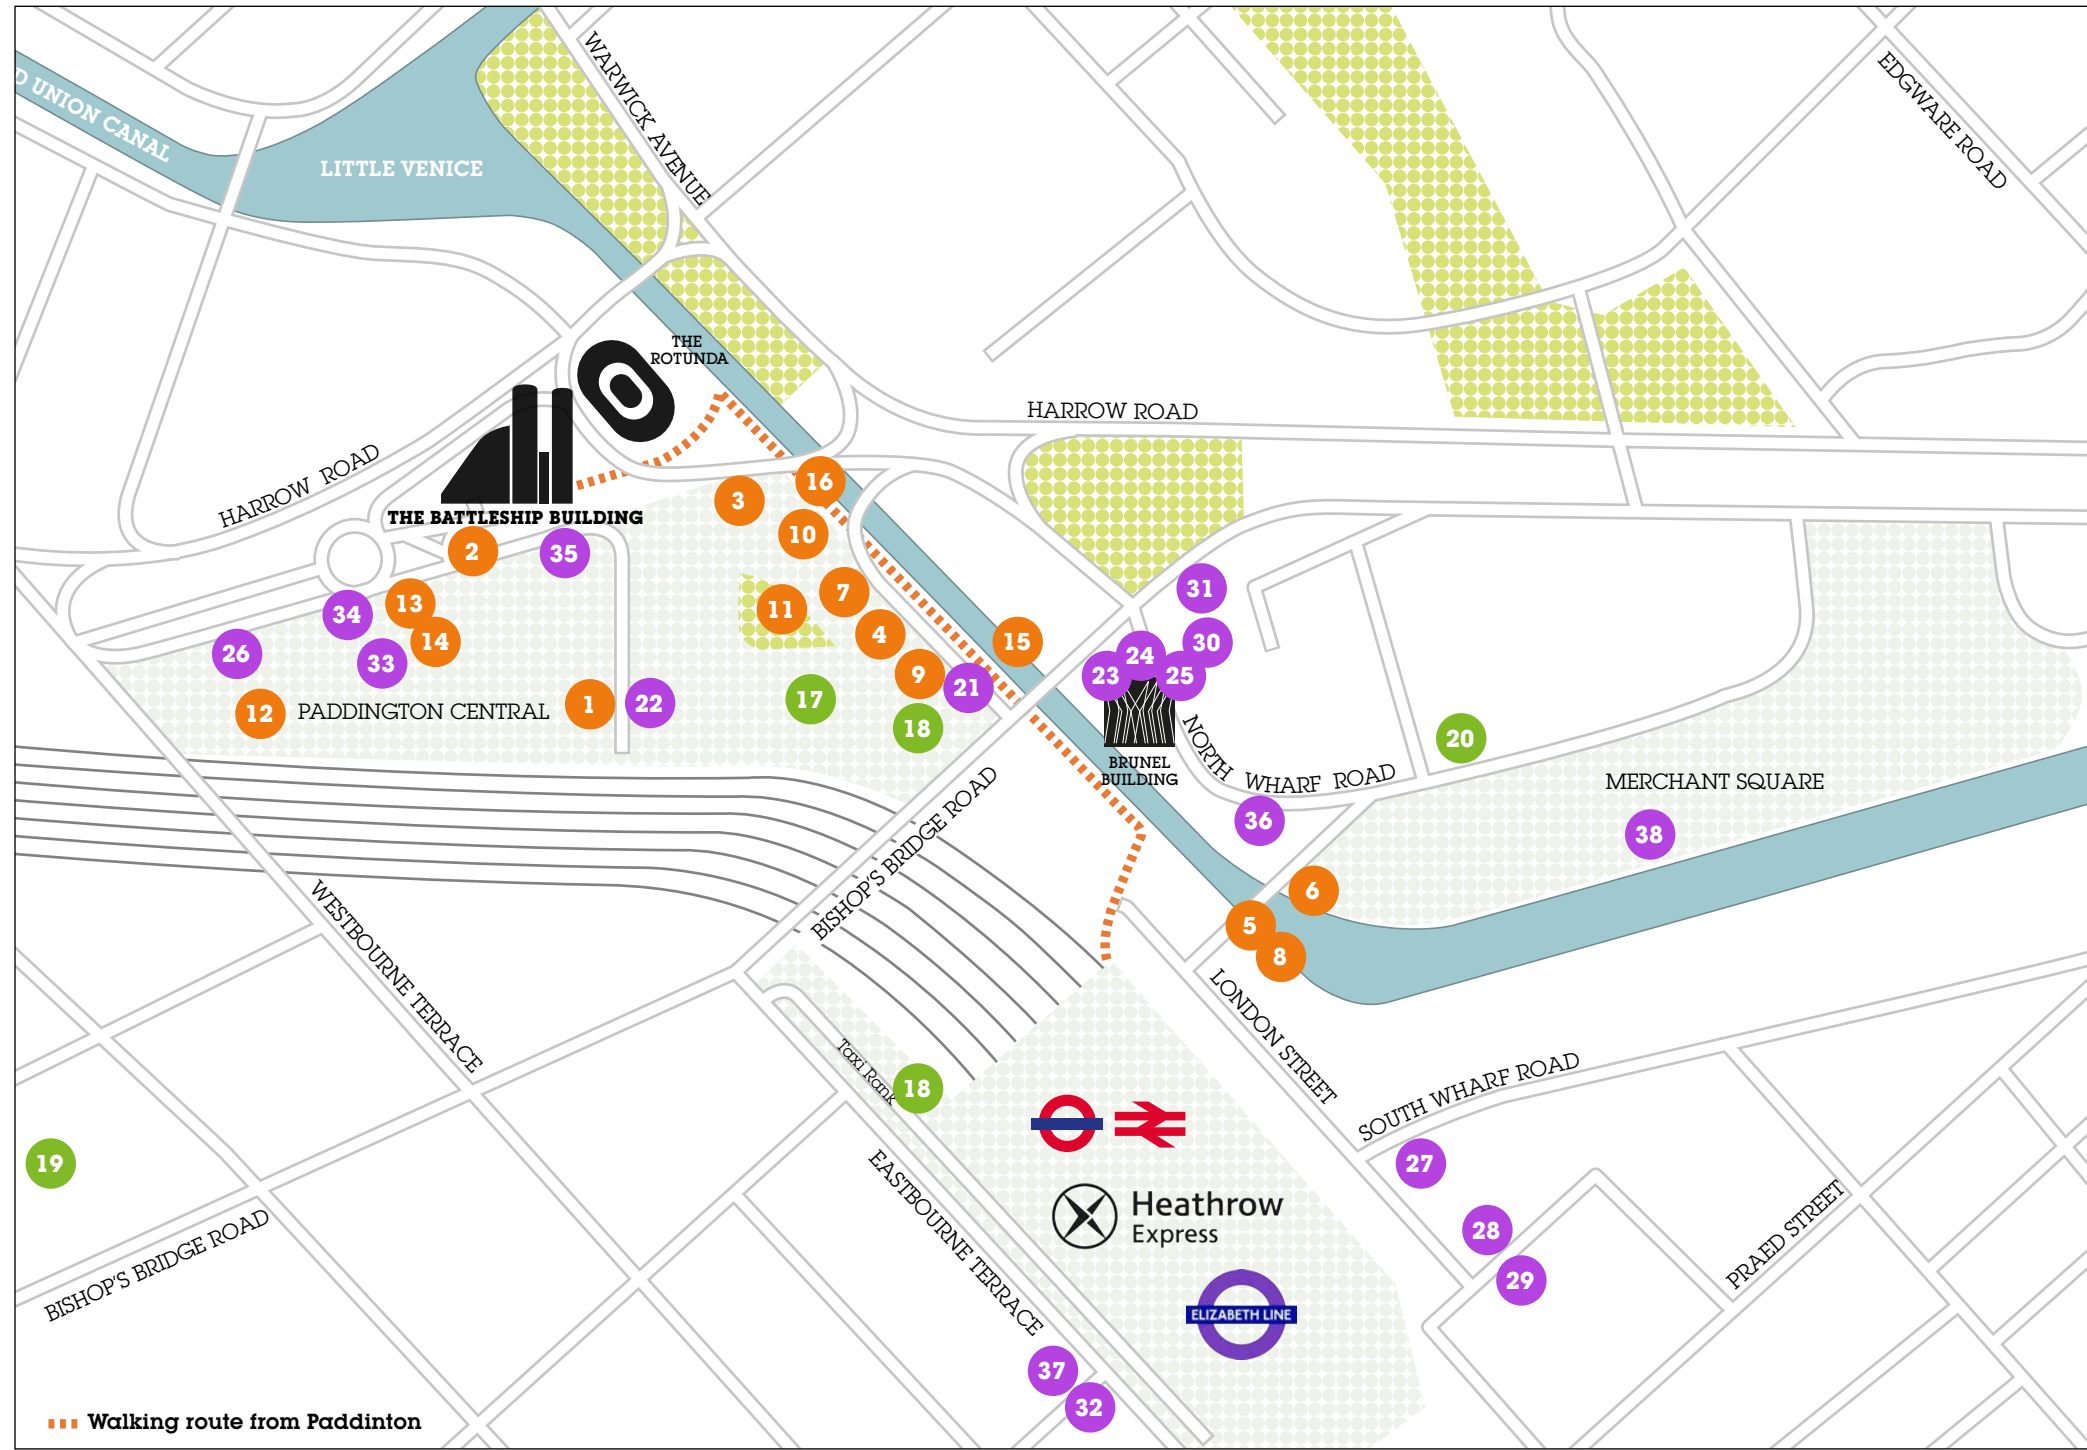 D UNION CANAL
LITTLE VENICE
WARWICK AVENUE
EDGWARE ROAD
THE
ROTUNDA
HARROW ROAD
HARROW ROAD
THE BATTLESHIP BUILDING
16
3
10
2
35
7
11
13
34
14
4
15
31
30
24
26
33
9
21
23
25
12
PADDINGTON CENTRAL
1
22
17
18
20
NORTH WHARF ROAD
BRUNEL
BUILDING
MERCHANT SQUARE
36
38
BISHOP'S BRIDGE ROAD
6
5
8
WESTBOURNE TERRACE
LONDON STREET
Taxi Rank
18
SOUTH WHARF ROAD
19
27
EASTBOURNE TERRACE
Heathrow
Express
28
29
PRAED STREET
BISHOP'S BRIDGE ROAD
ELIZABETH LINE
37
32
Walking route from Paddinton